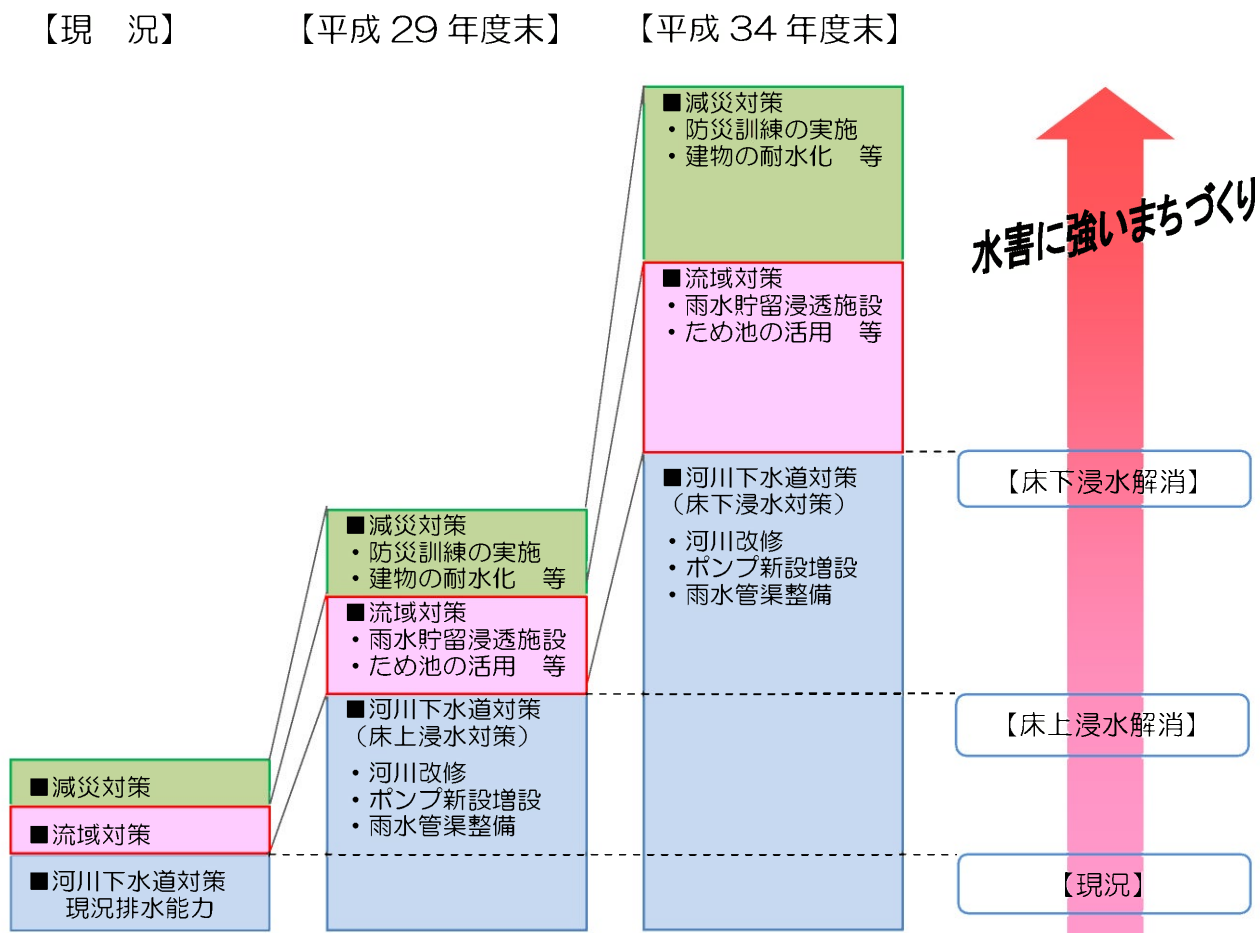 【現　況】
【平成 29 年度末】
【平成 34 年度末】
■減災対策
■流域対策
■河川下水道対策
現況排水能力
■減災対策
・防災訓練の実施
・建物の耐水化　等
■流域対策
・雨水貯留浸透施設
・ため池の活用　等
■河川下水道対策
（床上浸水対策）
・河川改修
・ポンプ新設増設
・雨水管渠整備
■減災対策
・防災訓練の実施
・建物の耐水化　等
■流域対策
・雨水貯留浸透施設
・ため池の活用　等
■河川下水道対策
（床下浸水対策）
・河川改修
・ポンプ新設増設
・雨水管渠整備
水害に強いまちづくり
【床下浸水解消】
【床上浸水解消】
【現況】